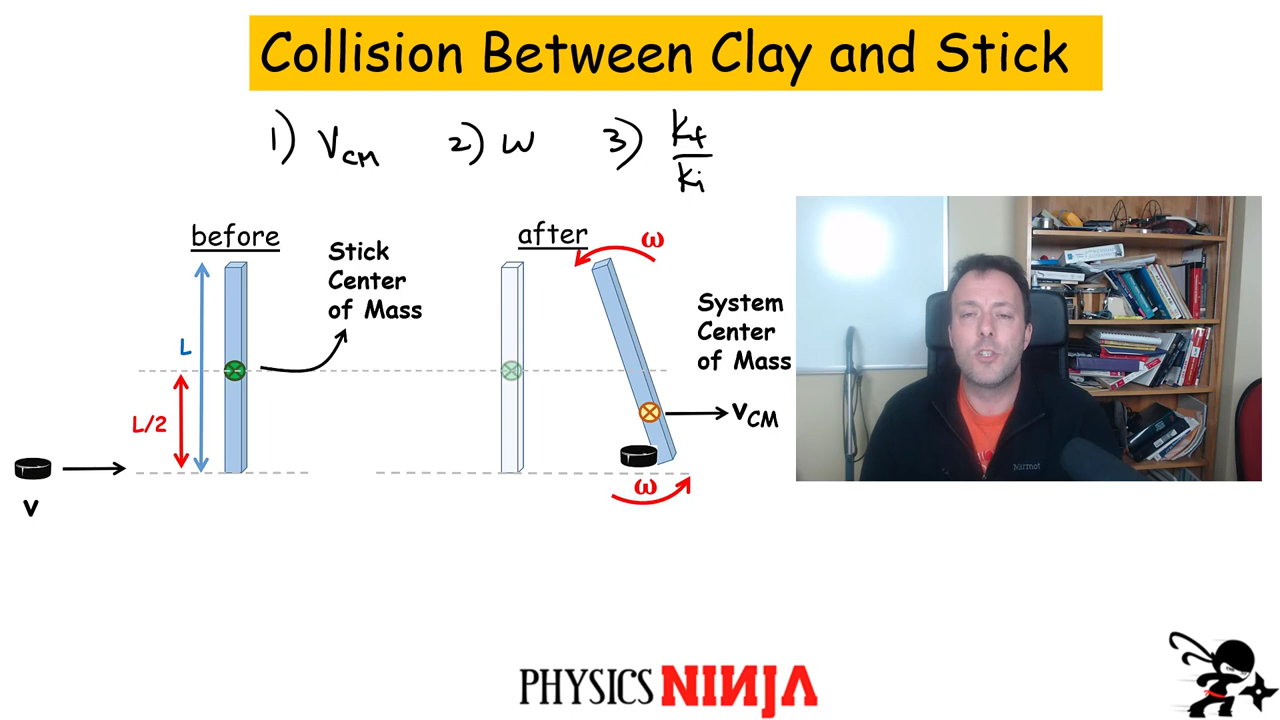 Collision Between Clay and Stick
1) VCM 2) ω 3) Kf/Ki
before
after
ω
Stick
Center
of Mass
System
Center
of Mass
L
L/2
VCM
v
ω
Marmot
PHYSICS NINJA